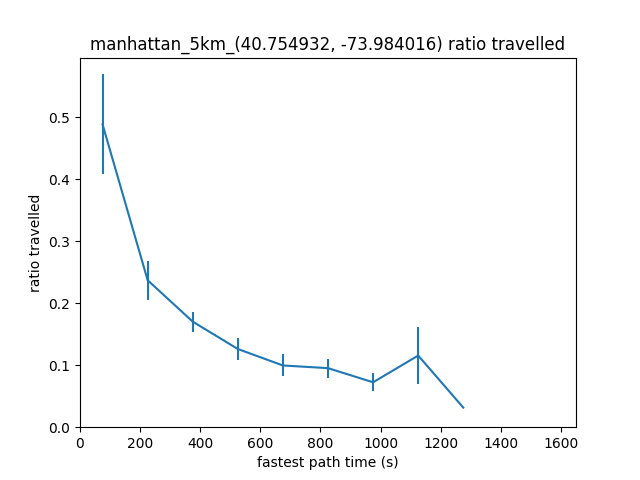 manhattan_5km_(40.754932, -73.984016) ratio travelled
ratio travelled
0.5
0.4
0.3
0.2
0.1
0.0
0 200 400 600 800 1000 1200 1400 1600
fastest path time (s)